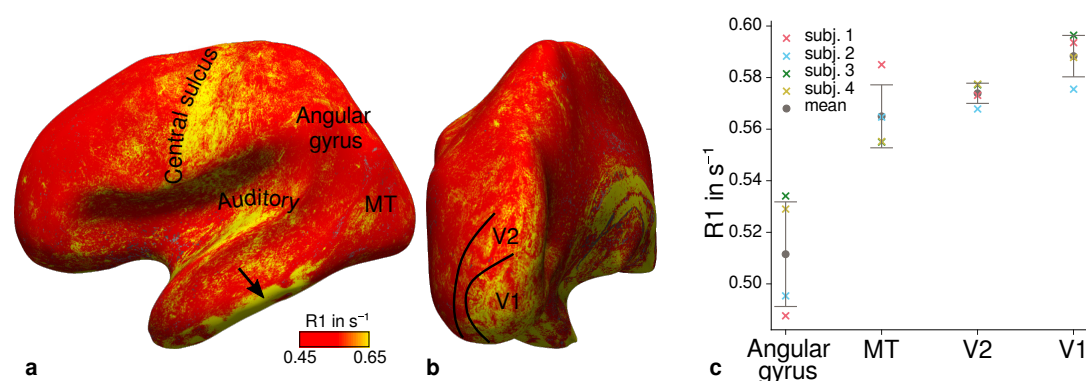 Central sulcus
Angular
gyrus
Auditory
MT
R1 in s⁻¹
0.45 0.65
a
V2
V1
b
0.60
0.58
0.56
0.54
0.52
0.50
R1 in s⁻¹
× subj. 1
× subj. 2
× subj. 3
× subj. 4
mean
Angular
gyrus
MT
V2
V1
c